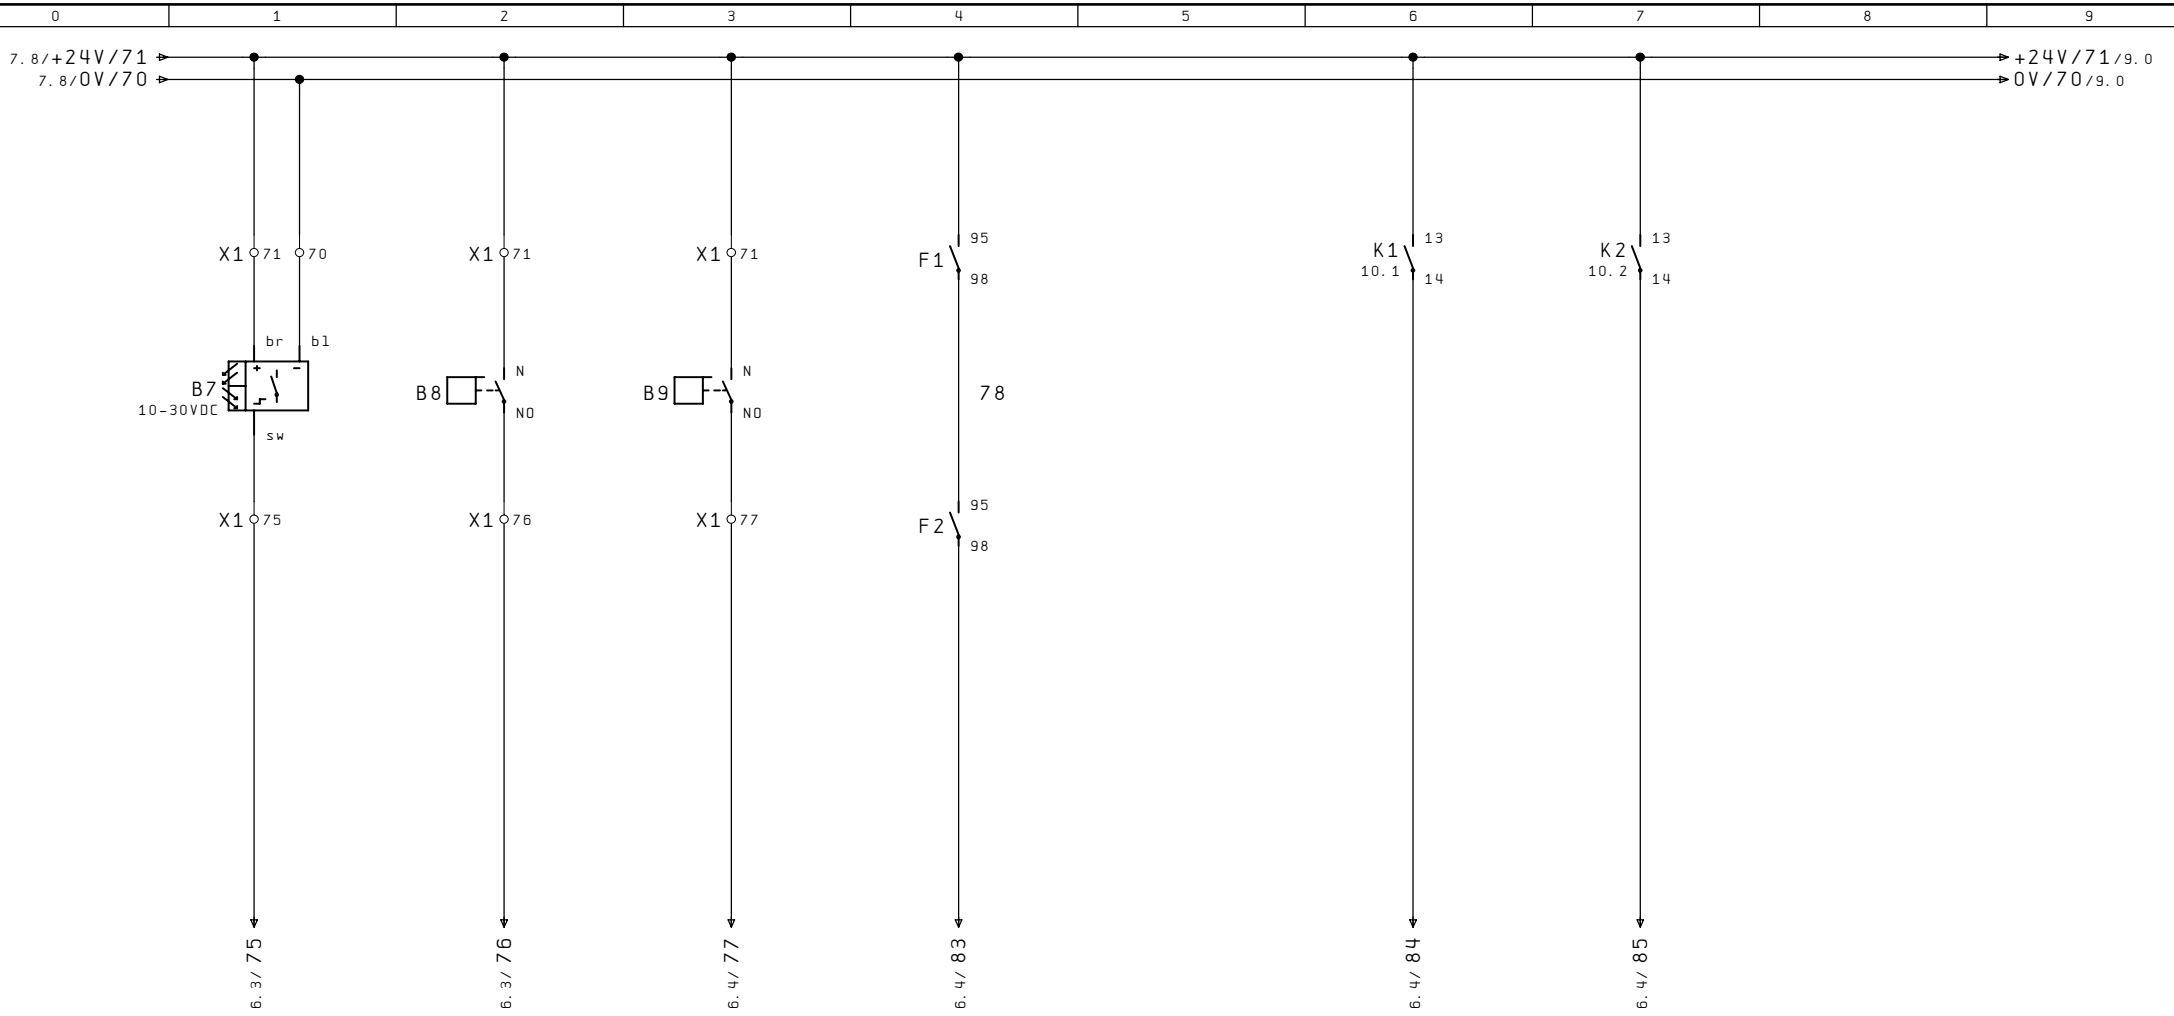 0 1 2 3 4 5 6 7 8 9
7.8/+24V/71 +24V/71/9.0
7.8/0V/70 0V/70/9.0
95 13 13
X1 71 70 X1 71 X1 71 F1 K1 K2
10.1 10.2
98 14 14
br bl
+ -
N N
B7 B8 B9 78
10-30VDC NO NO
sw
95
X1 75 X1 76 X1 77 F2
98
6.3/75 6.3/76 6.4/77 6.4/83 6.4/84 6.4/85